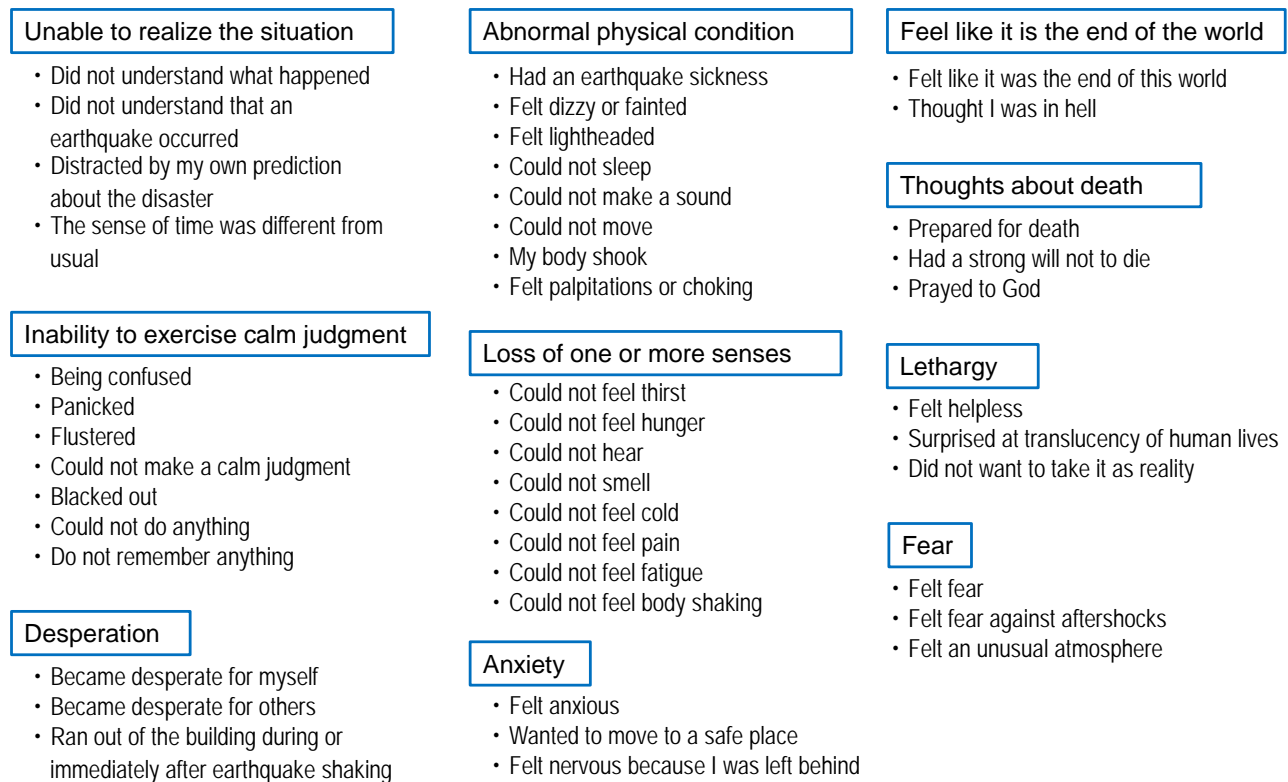 Unable to realize the situation
・Did not understand what happened
・Did not understand that an
earthquake occurred
・Distracted by my own prediction
about the disaster
・The sense of time was different from
usual
Inability to exercise calm judgment
・Being confused
・Panicked
・Flustered
・Could not make a calm judgment
・Blacked out
・Could not do anything
・Do not remember anything
Desperation
・Became desperate for myself
・Became desperate for others
・Ran out of the building during or
immediately after earthquake shaking
Abnormal physical condition
・Had an earthquake sickness
・Felt dizzy or fainted
・Felt lightheaded
・Could not sleep
・Could not make a sound
・Could not move
・My body shook
・Felt palpitations or choking
Loss of one or more senses
・Could not feel thirst
・Could not feel hunger
・Could not hear
・Could not smell
・Could not feel cold
・Could not feel pain
・Could not feel fatigue
・Could not feel body shaking
Anxiety
・Felt anxious
・Wanted to move to a safe place
・Felt nervous because I was left behind
Feel like it is the end of the world
・Felt like it was the end of this world
・Thought I was in hell
Thoughts about death
・Prepared for death
・Had a strong will not to die
・Prayed to God
Lethargy
・Felt helpless
・Surprised at translucency of human lives
・Did not want to take it as reality
Fear
・Felt fear
・Felt fear against aftershocks
・Felt an unusual atmosphere